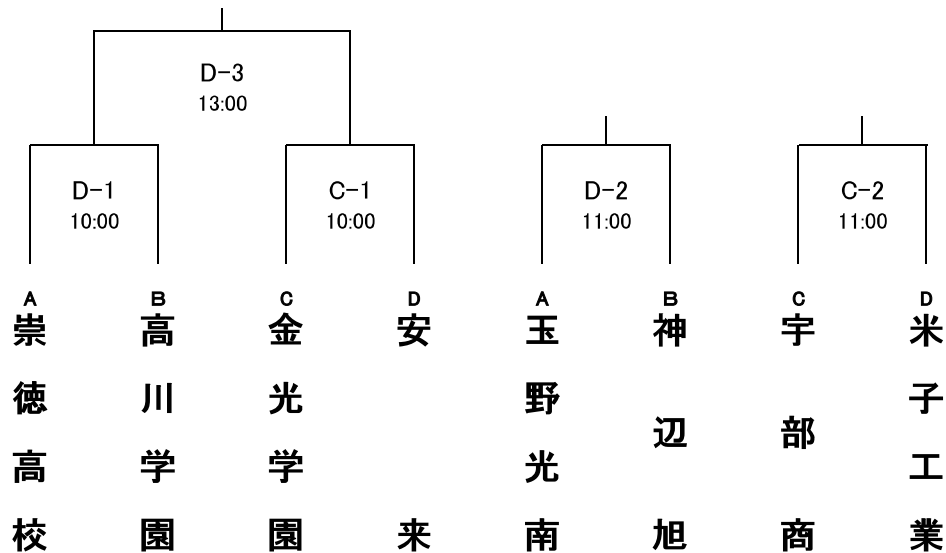 D-3
13:00
D-1
10:00
C-1
10:00
D-2
11:00
C-2
11:00
A
崇徳高校
B
高川学園
C
金光学園
D
安来
A
玉野光南
B
神辺旭
C
宇部商
D
米子工業